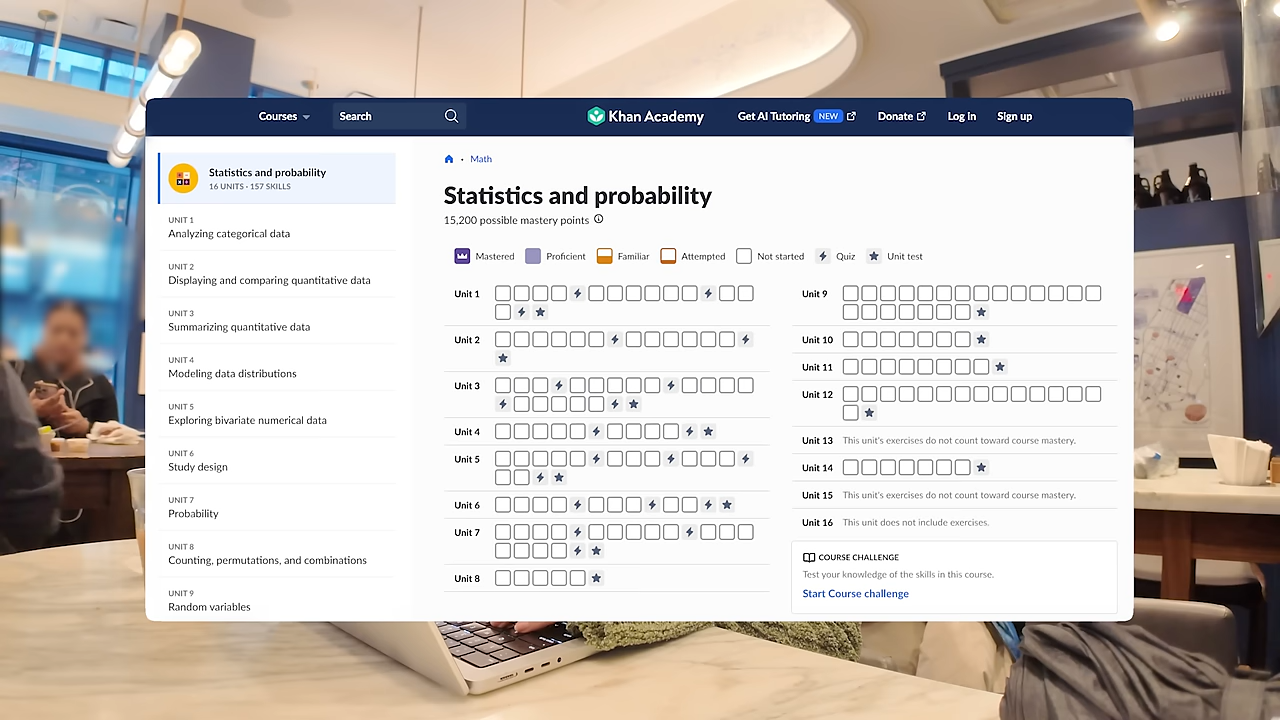 Courses
Search
Khan Academy
Get AI Tutoring NEW
Donate
Log in
Sign up
Statistics and probability
16 UNITS · 157 SKILLS
UNIT 1
Analyzing categorical data
UNIT 2
Displaying and comparing quantitative data
UNIT 3
Summarizing quantitative data
UNIT 4
Modeling data distributions
UNIT 5
Exploring bivariate numerical data
UNIT 6
Study design
UNIT 7
Probability
UNIT 8
Counting, permutations, and combinations
UNIT 9
Random variables
· Math
Statistics and probability
15,200 possible mastery points
Mastered Proficient Familiar Attempted Not started Quiz Unit test
Unit 1
Unit 2
Unit 3
Unit 4
Unit 5
Unit 6
Unit 7
Unit 8
Unit 9
Unit 10
Unit 11
Unit 12
Unit 13 This unit's exercises do not count toward course mastery.
Unit 14
Unit 15 This unit's exercises do not count toward course mastery.
Unit 16 This unit does not include exercises.
COURSE CHALLENGE
Test your knowledge of the skills in this course.
Start Course challenge